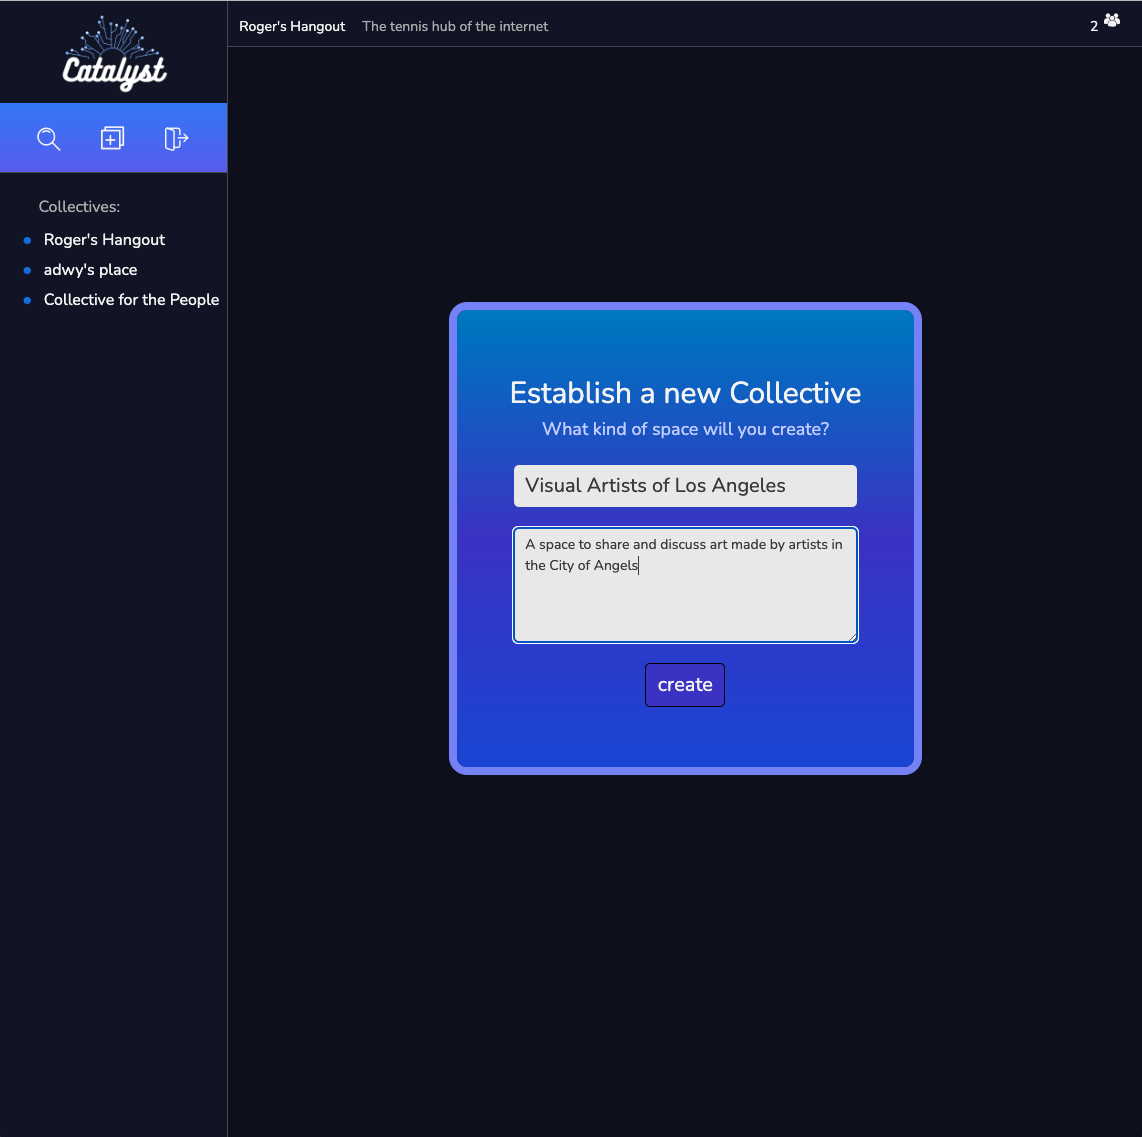 Catalyst
Roger's Hangout The tennis hub of the internet 2
Collectives:
Roger's Hangout
adwy's place
Collective for the People
Establish a new Collective
What kind of space will you create?
Visual Artists of Los Angeles
A space to share and discuss art made by artists in
the City of Angels
create